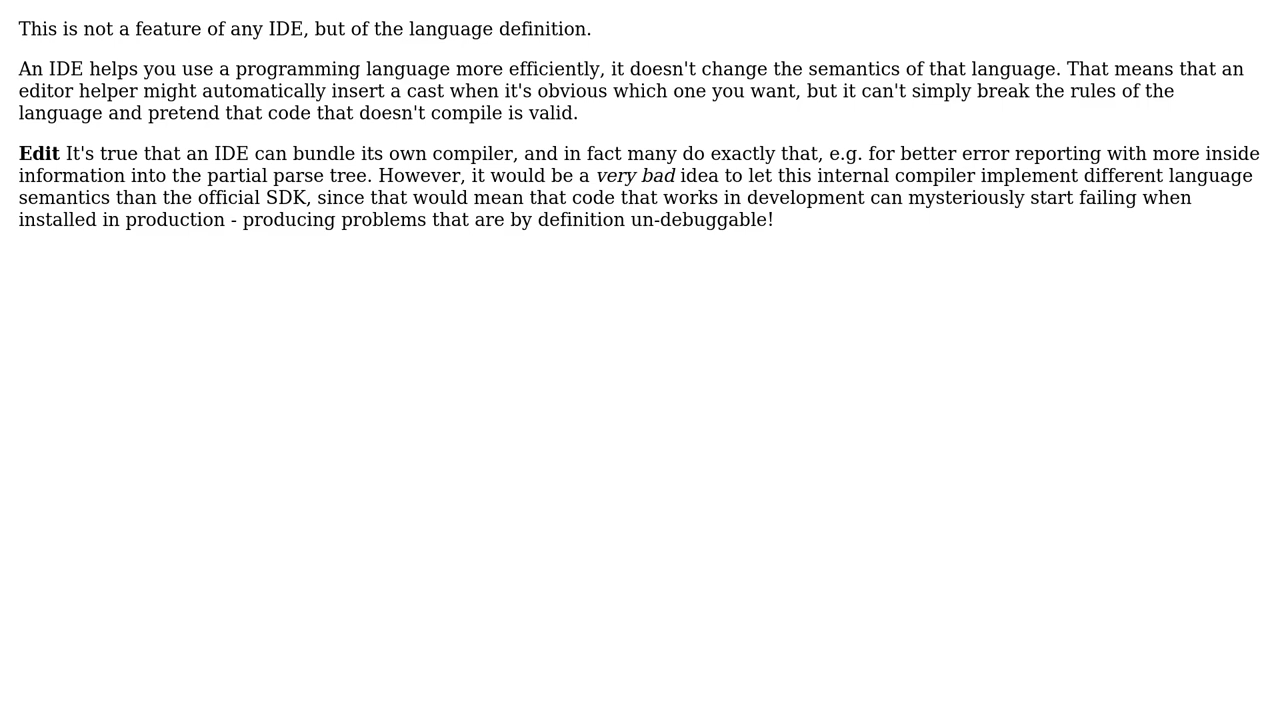 This is not a feature of any IDE, but of the language definition.
An IDE helps you use a programming language more efficiently, it doesn't change the semantics of that language. That means that an
editor helper might automatically insert a cast when it's obvious which one you want, but it can't simply break the rules of the
language and pretend that code that doesn't compile is valid.
Edit It's true that an IDE can bundle its own compiler, and in fact many do exactly that, e.g. for better error reporting with more inside
information into the partial parse tree. However, it would be a very bad idea to let this internal compiler implement different language
semantics than the official SDK, since that would mean that code that works in development can mysteriously start failing when
installed in production - producing problems that are by definition un-debuggable!